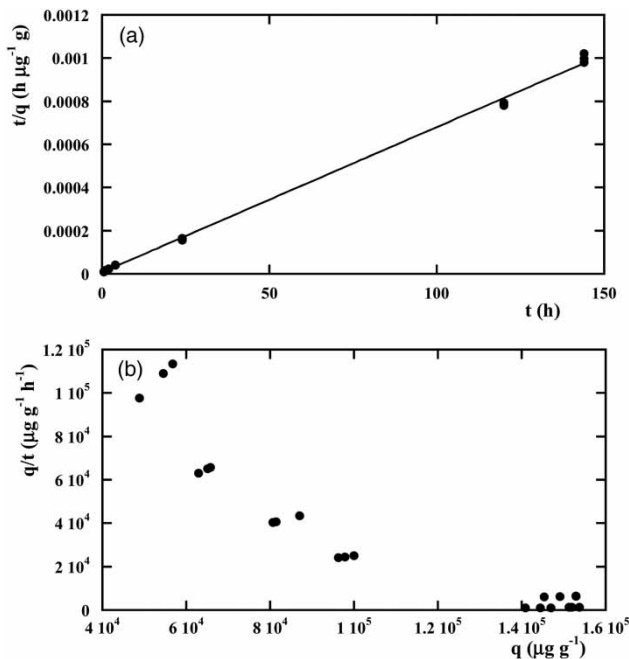 (a)
t/q (h µg⁻¹ g)
0.0012
0.001
0.0008
0.0006
0.0004
0.0002
0
0 50 100 150
t (h)
(b)
q/t (µg g⁻¹ h⁻¹)
1.2 10⁵
1 10⁵
8 10⁴
6 10⁴
4 10⁴
2 10⁴
0
4 10⁴ 6 10⁴ 8 10⁴ 1 10⁵ 1.2 10⁵ 1.4 10⁵ 1.6 10⁵
q (µg g⁻¹)